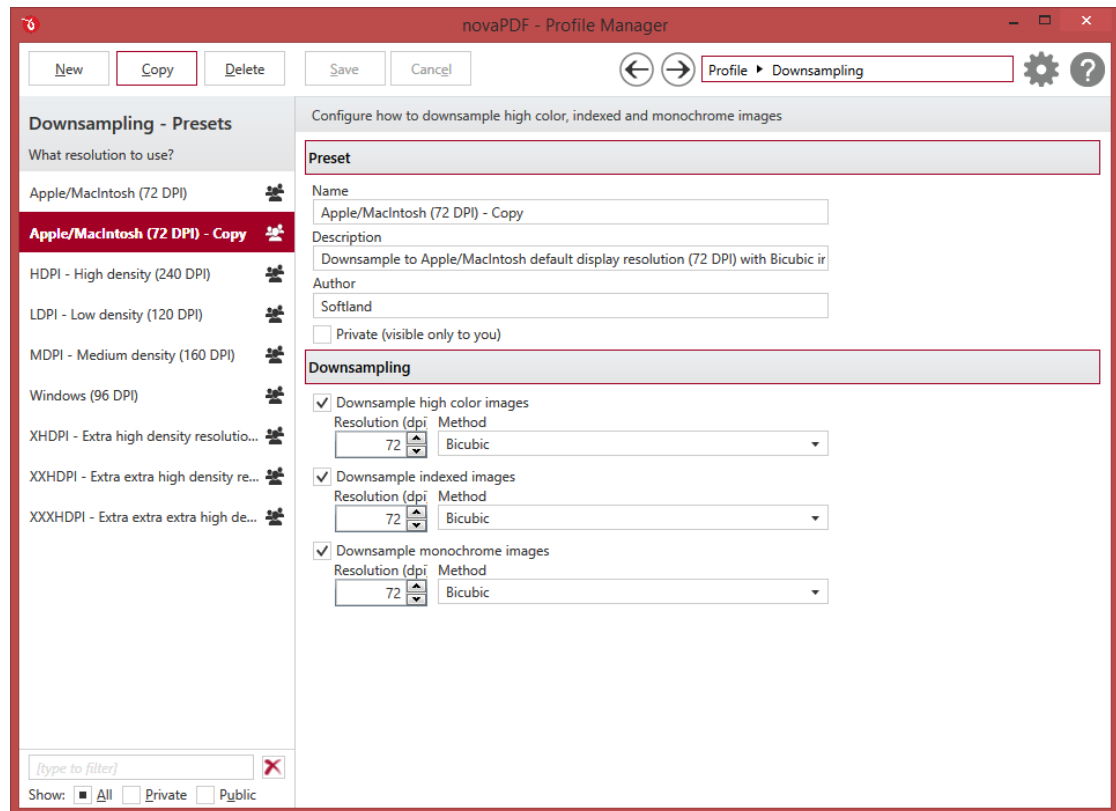 novaPDF - Profile Manager
New Copy Delete Save Cancel Profile Downsampling
Downsampling - Presets
What resolution to use?
Apple/MacIntosh (72 DPI)
Apple/MacIntosh (72 DPI) - Copy
HDPI - High density (240 DPI)
LDPI - Low density (120 DPI)
MDPI - Medium density (160 DPI)
Windows (96 DPI)
XHDPI - Extra high density resolutio...
XXHDPI - Extra extra high density re...
XXXHDPI - Extra extra extra high de...
[type to filter]
Show: All Private Public
Configure how to downsample high color, indexed and monochrome images
Preset
Name
Apple/MacIntosh (72 DPI) - Copy
Description
Downsample to Apple/MacIntosh default display resolution (72 DPI) with Bicubic ir
Author
Softland
Private (visible only to you)
Downsampling
Downsample high color images
Resolution (dpi Method
72 Bicubic
Downsample indexed images
Resolution (dpi Method
72 Bicubic
Downsample monochrome images
Resolution (dpi Method
72 Bicubic